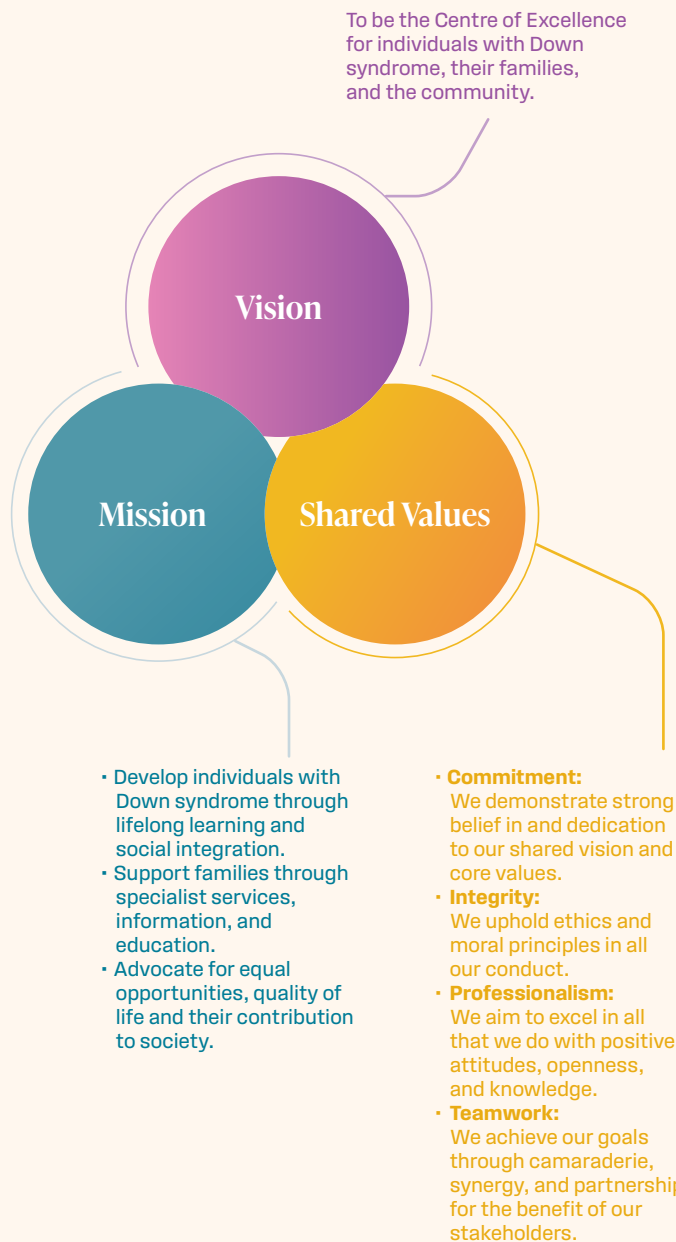 To be the Centre of Excellence
for individuals with Down
syndrome, their families,
and the community.
Vision
Mission
Shared Values
· Develop individuals with
Down syndrome through
lifelong learning and
social integration.
· Support families through
specialist services,
information, and
education.
· Advocate for equal
opportunities, quality of
life and their contribution
to society.
· Commitment:
We demonstrate strong
belief in and dedication
to our shared vision and
core values.
· Integrity:
We uphold ethics and
moral principles in all
our conduct.
· Professionalism:
We aim to excel in all
that we do with positive
attitudes, openness,
and knowledge.
· Teamwork:
We achieve our goals
through camaraderie,
synergy, and partnership
for the benefit of our
stakeholders.